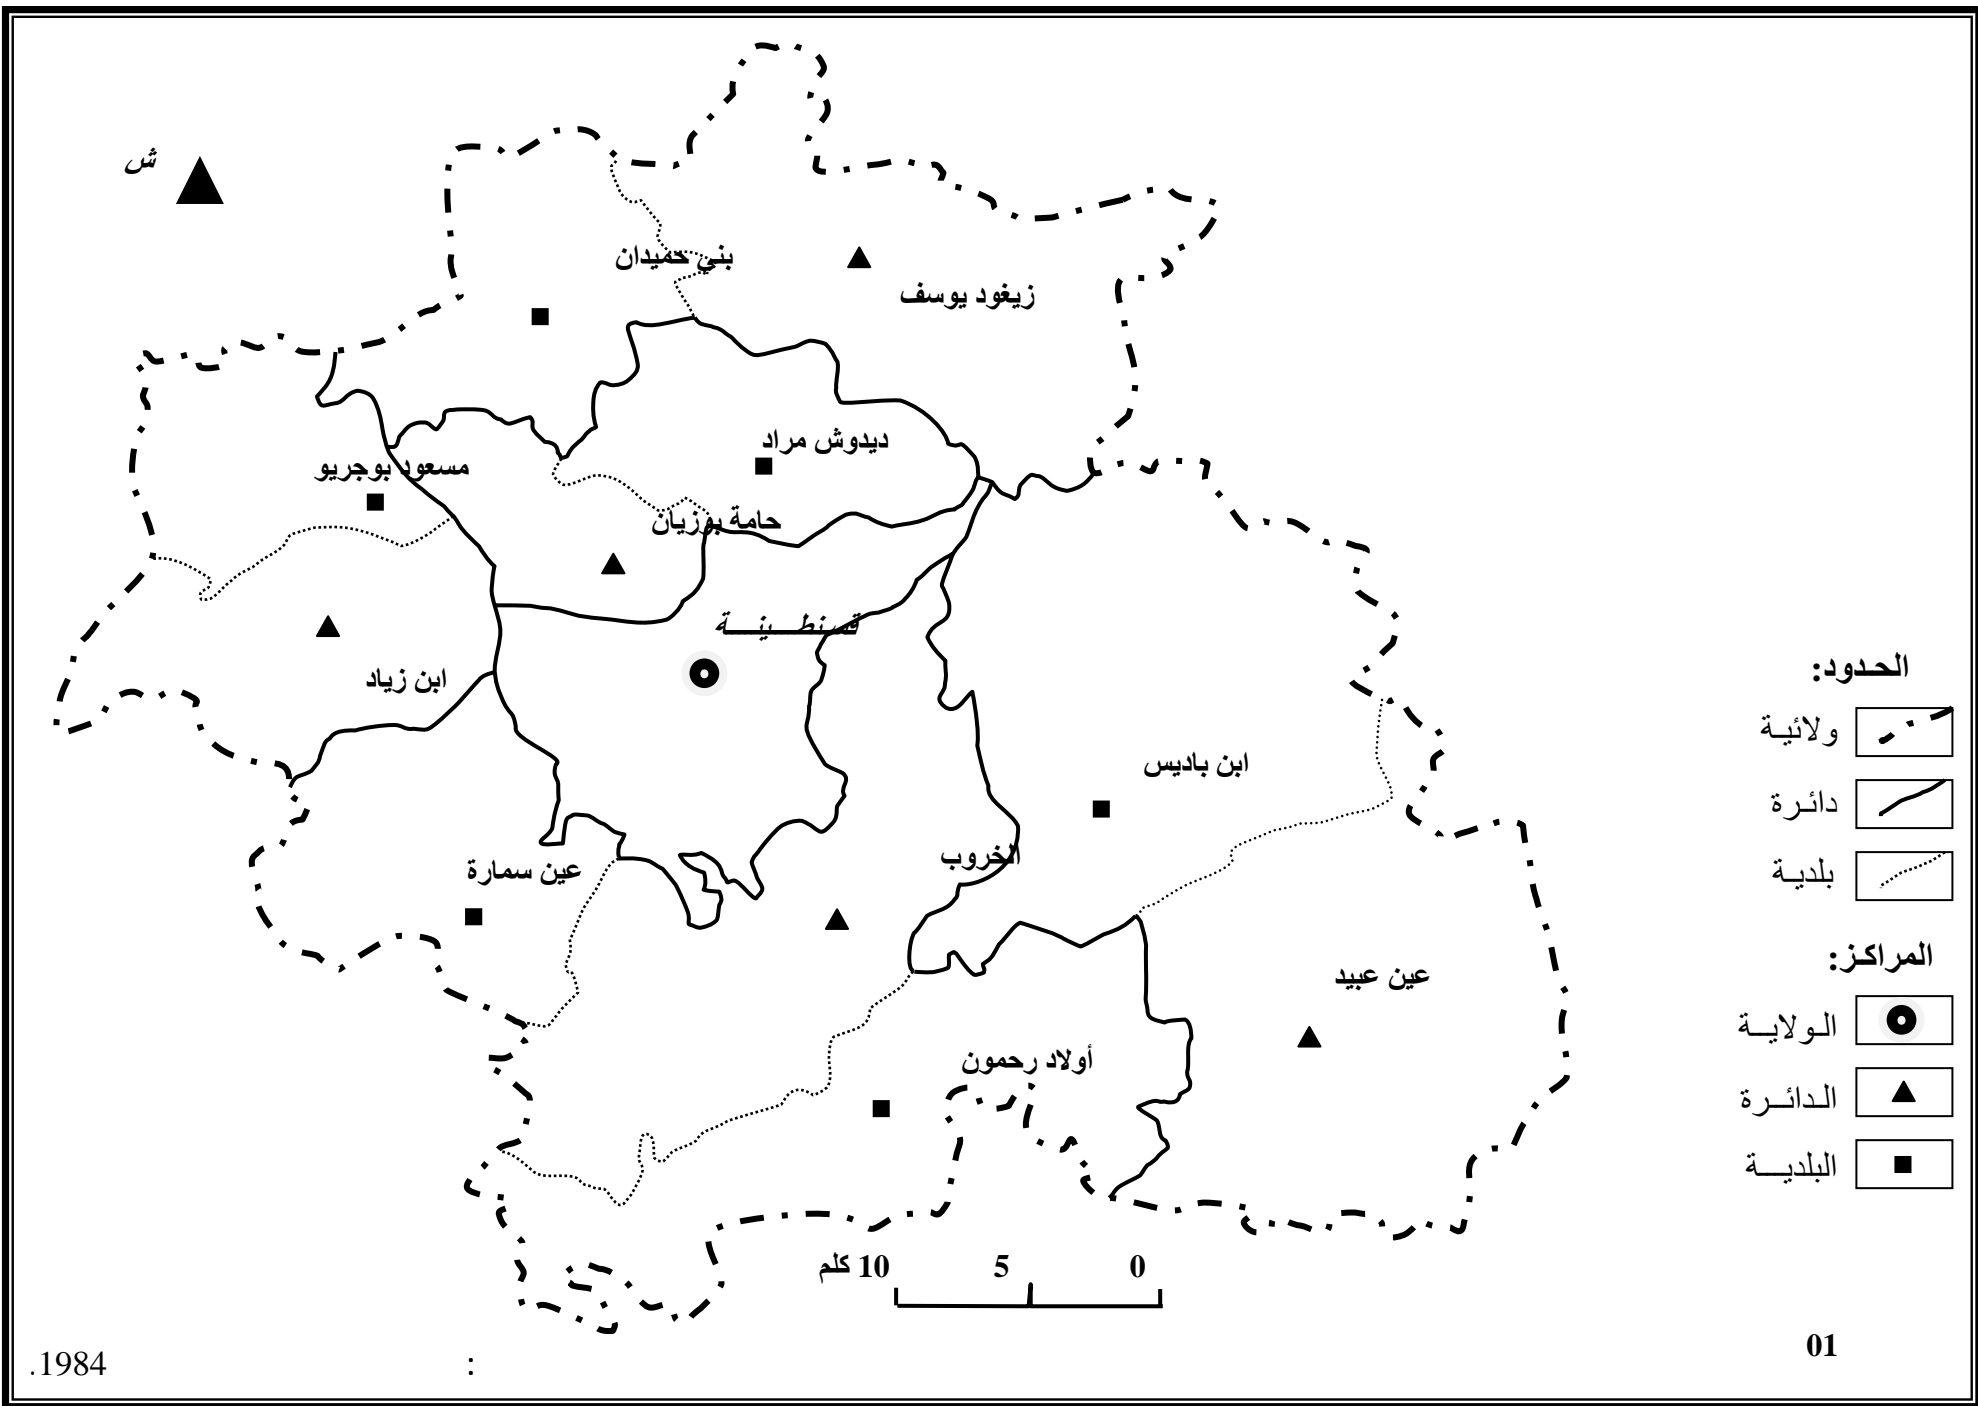 ش
بني حميدان
زيغود يوسف
ديدوش مراد
مسعود بوجريو
حامة بوزيان
قسنطينة
ابن زياد
ابن باديس
الخروب
عين سمارة
عين عبيد
أولاد رحمون
الحدود:
ولائية
دائرة
بلدية
المراكز:
الولاية
الدائرة
البلدية
0 5 10 كلم
01
: 1984.